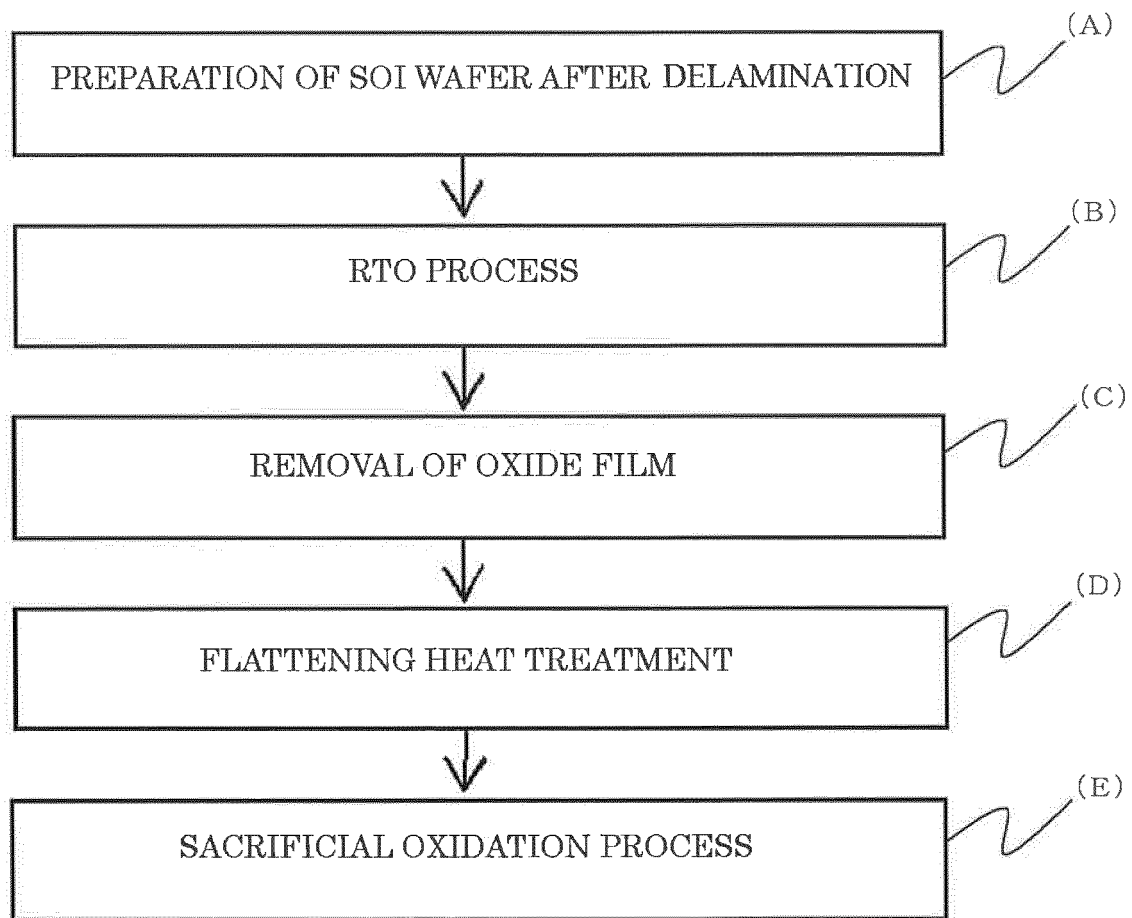 (A)
PREPARATION OF SOI WAFER AFTER DELAMINATION
(B)
RTO PROCESS
(C)
REMOVAL OF OXIDE FILM
(D)
FLATTENING HEAT TREATMENT
(E)
SACRIFICIAL OXIDATION PROCESS